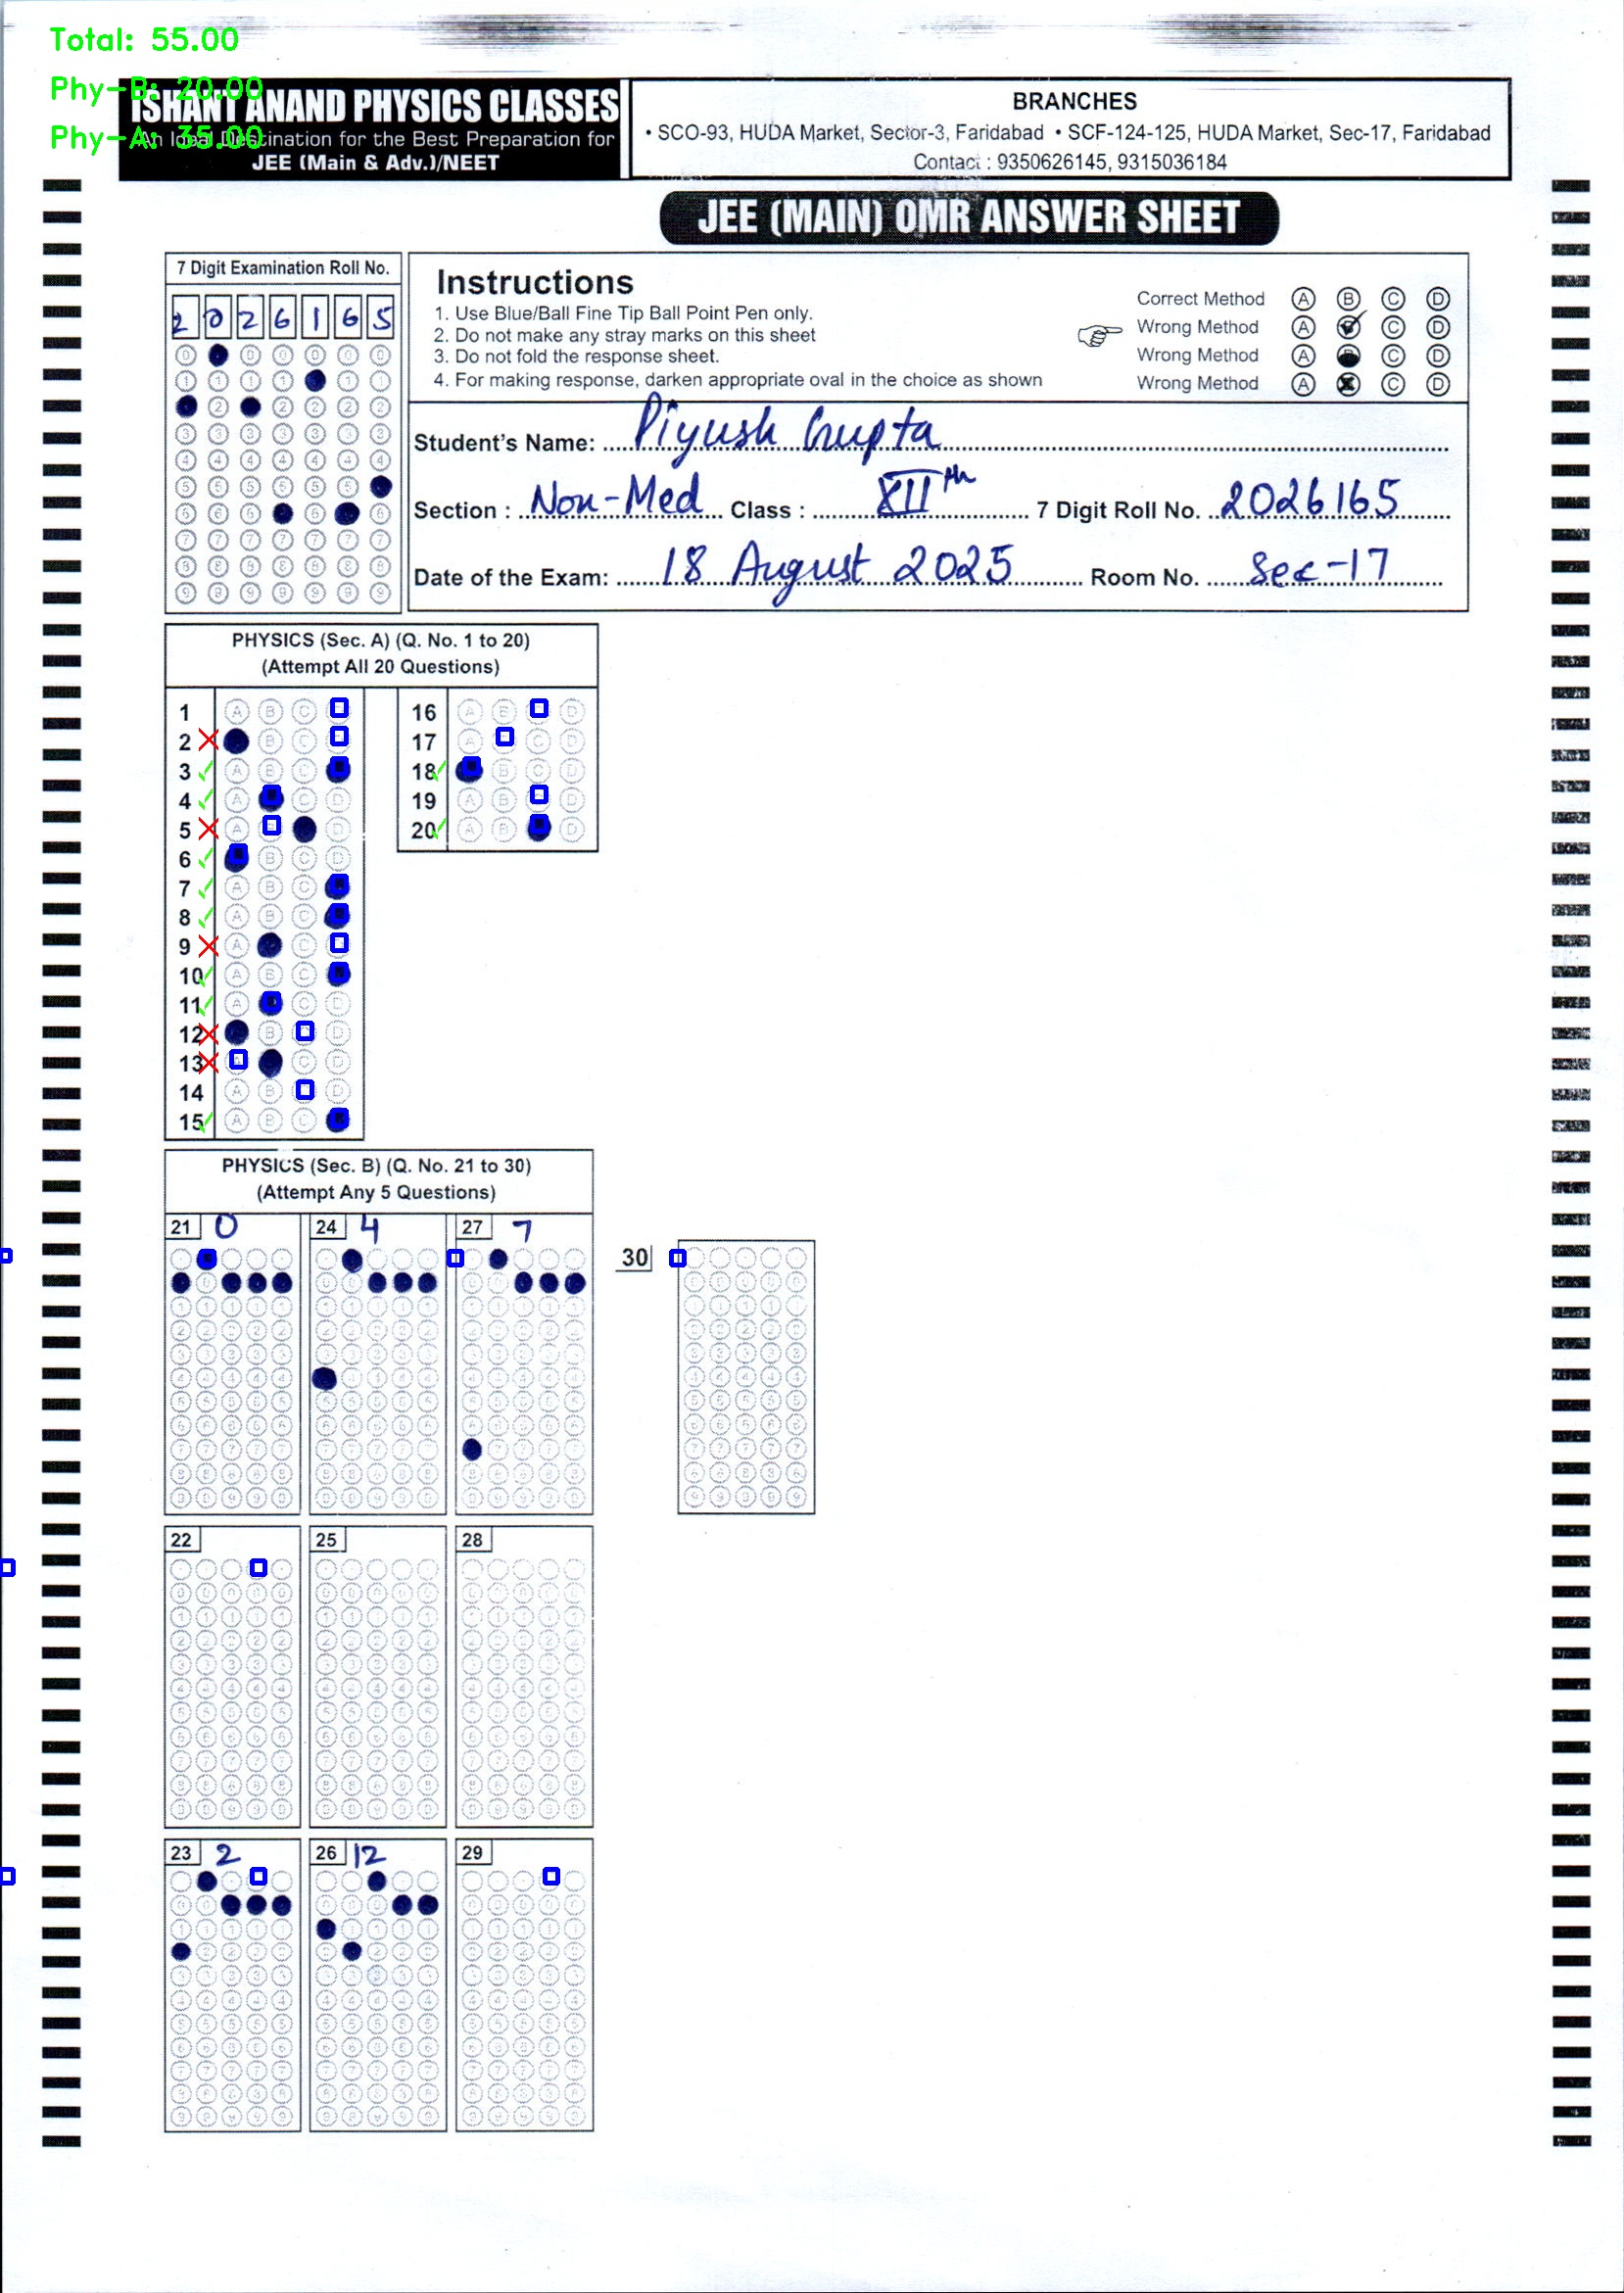 Total: 55.00
Phy-B: 20.00
Phy-A: 35.00
ISHANT ANAND PHYSICS CLASSES
An Ideal Destination for the Best Preparation for
JEE (Main & Adv.)/NEET
BRANCHES
• SCO-93, HUDA Market, Sector-3, Faridabad • SCF-124-125, HUDA Market, Sec-17, Faridabad
Contact : 9350626145, 9315036184
JEE (MAIN) OMR ANSWER SHEET
7 Digit Examination Roll No.
2 0 2 6 1 6 5
Instructions
1. Use Blue/Ball Fine Tip Ball Point Pen only.
2. Do not make any stray marks on this sheet
3. Do not fold the response sheet.
4. For making response, darken appropriate oval in the choice as shown
Correct Method A B C D
Wrong Method A C D
Wrong Method A C D
Wrong Method A C D
Student's Name: Piyush Gupta
Section : Non-Med Class : XIIth 7 Digit Roll No. 2026165
Date of the Exam: 18 August 2025 Room No. Sec-17
PHYSICS (Sec. A) (Q. No. 1 to 20)
(Attempt All 20 Questions)
1 A B C
2 B C
3 A B C
4 A C D
5 A D
6 B C D
7 A B C
8 A B C
9 A C
10 A B C
11 A C D
12 B D
13 C D
14 A B D
15 A B C
16 A B D
17 A C D
18 B C D
19 A B D
20 A B D
PHYSICS (Sec. B) (Q. No. 21 to 30)
(Attempt Any 5 Questions)
21 0 24 4 27 7
30
22 25 28
23 2 26 12 29